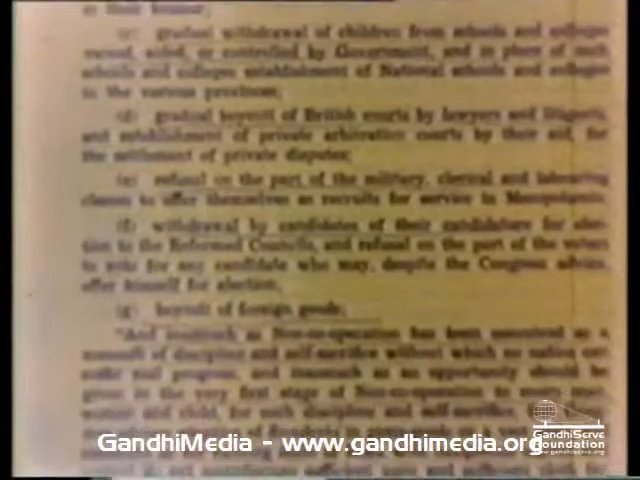 or their honour;
(c) gradual withdrawal of children from schools and colleges
owned, aided, or controlled by Government, and in place of such
schools and colleges establishment of National schools and colleges
in the various provinces;
(d) gradual boycott of British courts by lawyers and litigants,
and establishment of private arbitration courts by their aid, for
the settlement of private disputes;
(e) refusal on the part of the military, clerical and labouring
classes to offer themselves as recruits for service in Mesopotamia;
(f) withdrawal by candidates of their candidature for elec-
tion to the Reformed Councils, and refusal on the part of the voters
to vote for any candidate who may, despite the Congress advice,
offer himself for election;
(g) boycott of foreign goods;
"And inasmuch as Non-co-operation has been conceived as a
measure of discipline and self-sacrifice without which no nation can
make real progress, and inasmuch as an opportunity should be
given in the very first stage of Non-co-operation to every man,
woman and child, for such discipline and self-sacrifice,
GandhiMedia - www.gandhimedia.org
GandhiServe
Foundation
www.gandhiserve.org